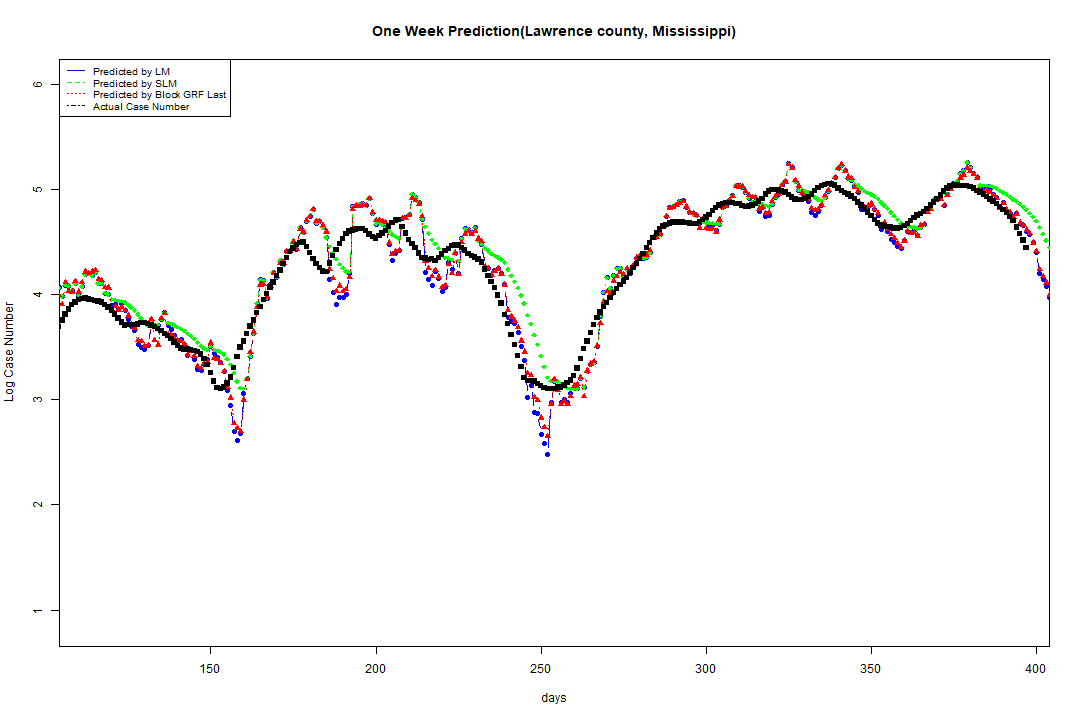 One Week Prediction(Lawrence county, Mississippi)
Predicted by LM
Predicted by SLM
Predicted by Block GRF Last
Actual Case Number
6
5
4
3
2
1
Log Case Number
150 200 250 300 350 400
days